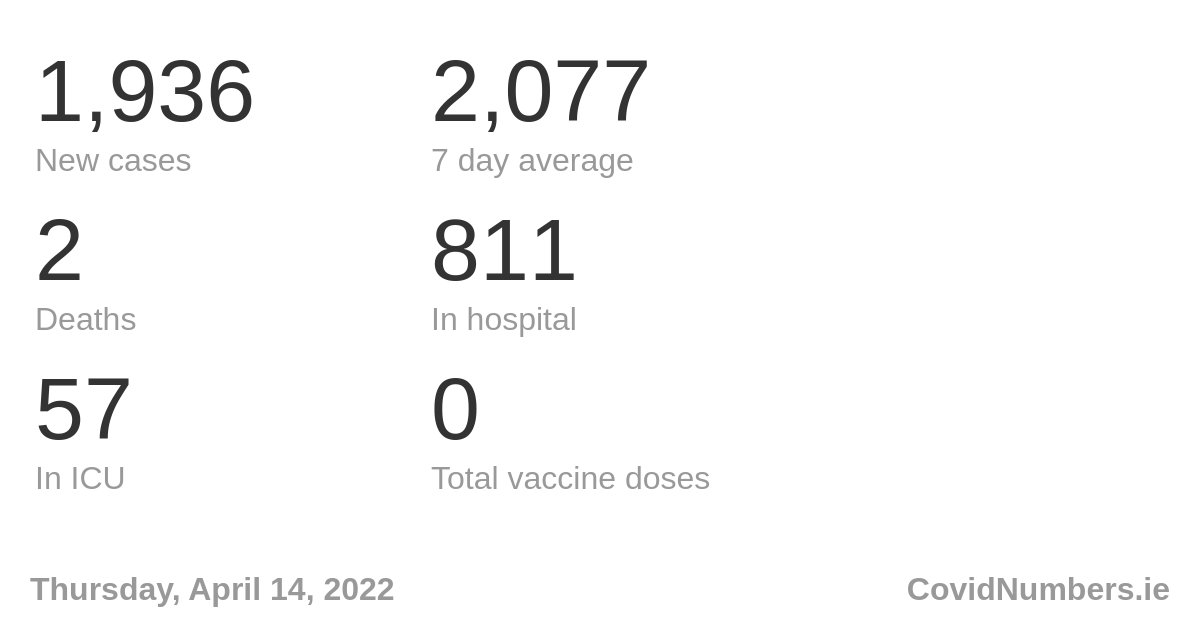 1,936
New cases
2,077
7 day average
2
Deaths
811
In hospital
57
In ICU
0
Total vaccine doses
Thursday, April 14, 2022
CovidNumbers.ie